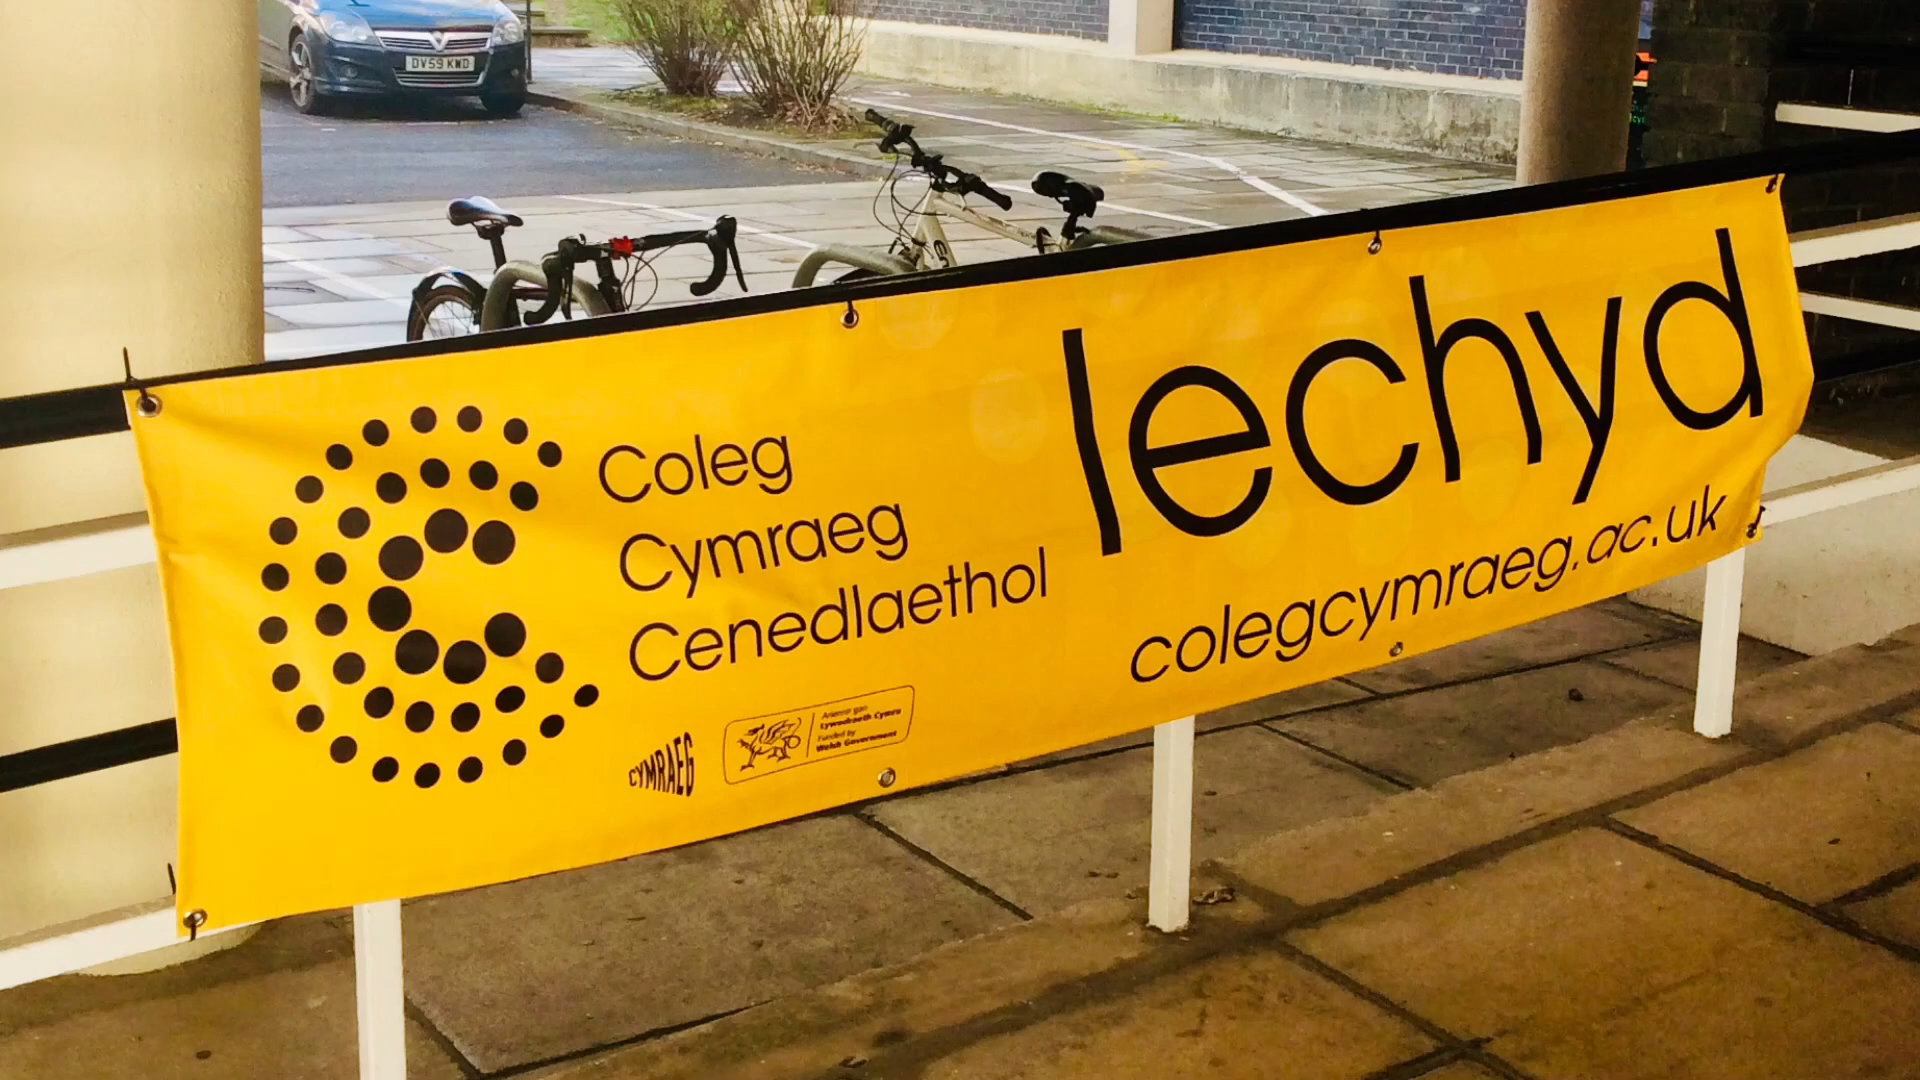 DV59 KWD
Coleg
Cymraeg
Cenedlaethol
Iechyd
colegcymraeg.ac.uk
CYMRAEG
Ariennir gan
Lywodraeth Cymru
Funded by
Welsh Government